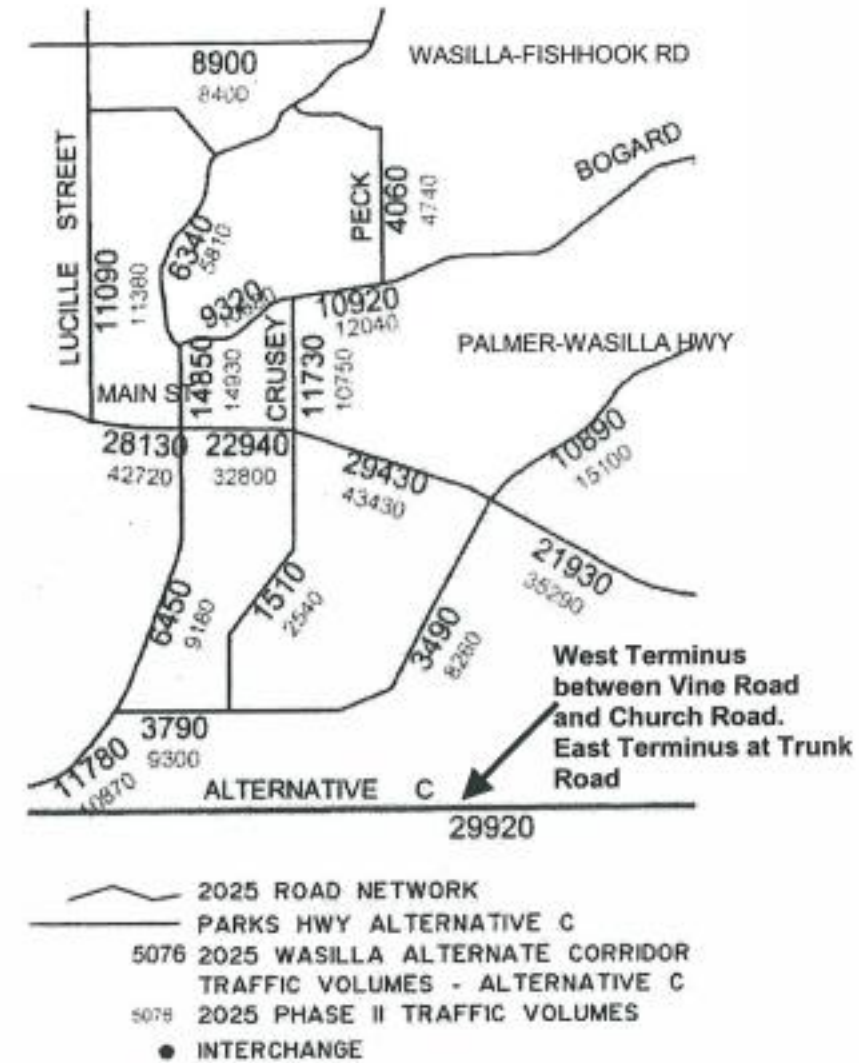 WASILLA-FISHHOOK RD
8900
8400
BOGARD
LUCILLE STREET
PECK
4060
4740
6340
5810
11090
11380
9320
10920
12040
CRUSEY
PALMER-WASILLA HWY
MAIN ST
14850
14930
11730
10750
28130
42720
22940
32800
29430
43430
10890
15100
21930
35290
6450
9180
1510
2540
3490
8260
West Terminus
between Vine Road
and Church Road.
East Terminus at Trunk
Road
3790
9300
11780
10870
ALTERNATIVE C
29920
2025 ROAD NETWORK
PARKS HWY ALTERNATIVE C
5076 2025 WASILLA ALTERNATE CORRIDOR
TRAFFIC VOLUMES - ALTERNATIVE C
5076 2025 PHASE II TRAFFIC VOLUMES
INTERCHANGE